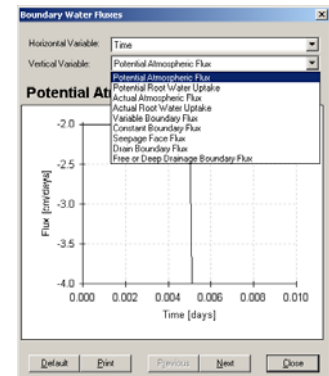 Boundary Water Fluxes
Horizontal Variable: Time
Vertical Variable: Potential Atmospheric Flux
Potential Atmospheric Flux
Potential Root Water Uptake
Actual Atmospheric Flux
Actual Root Water Uptake
Variable Boundary Flux
Constant Boundary Flux
Seepage Face Flux
Drain Boundary Flux
Free or Deep Drainage Boundary Flux
Potential At
-2.0
-2.5
-3.0
-3.5
-4.0
Flux [cm/days]
0.000 0.002 0.004 0.006 0.008 0.010
Time [days]
Default Print Previous Next Close